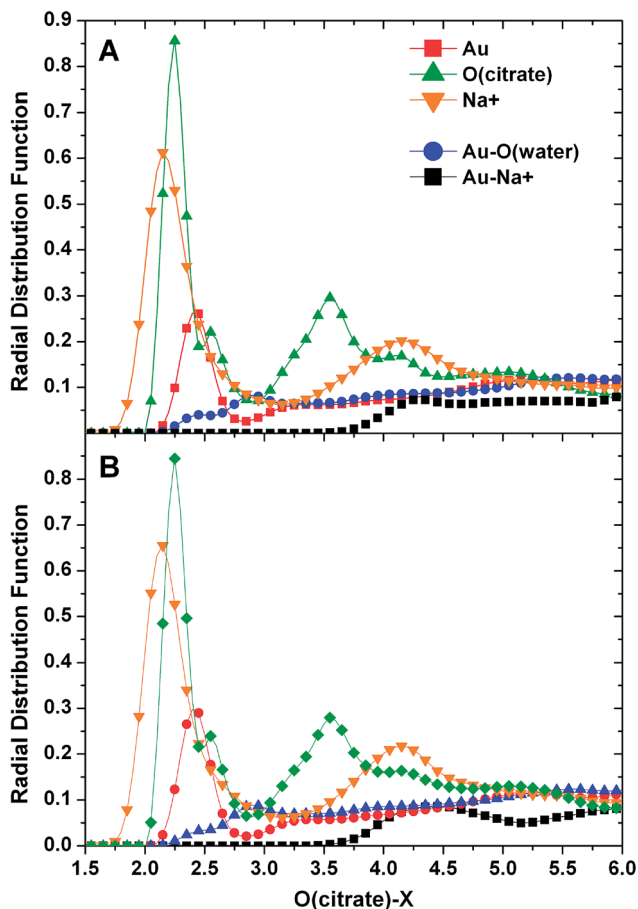 A
Au
O(citrate)
Na+
Au-O(water)
Au-Na+
0.9
0.8
0.7
0.6
0.5
0.4
0.3
0.2
0.1
Radial Distribution Function
B
0.8
0.7
0.6
0.5
0.4
0.3
0.2
0.1
0.0
Radial Distribution Function
1.5 2.0 2.5 3.0 3.5 4.0 4.5 5.0 5.5 6.0
O(citrate)-X